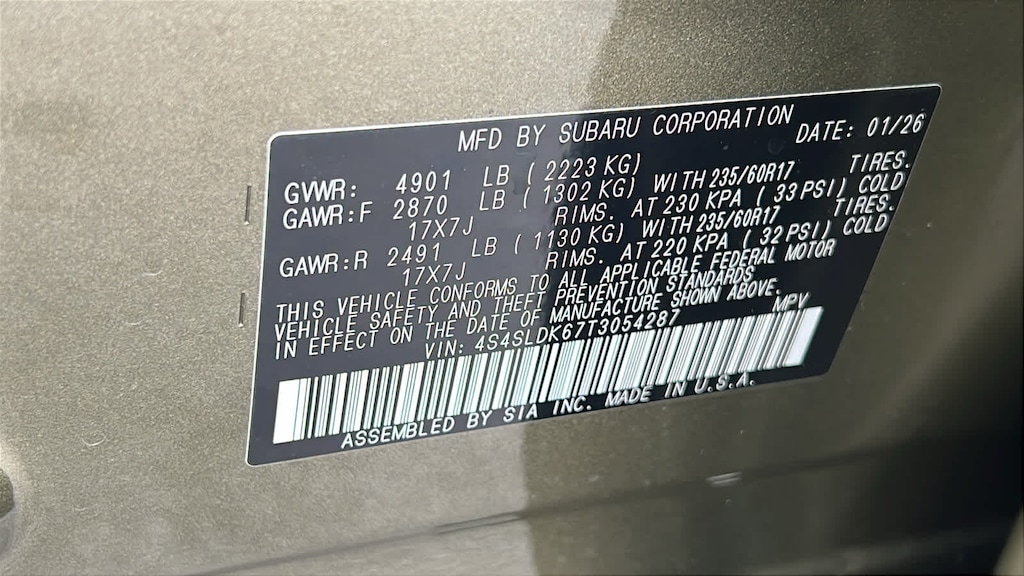 MFD BY SUBARU CORPORATION DATE: 01/26
GVWR: 4901 LB ( 2223 KG)
GAWR:F 2870 LB ( 1302 KG) WITH 235/60R17 TIRES.
17X7J RIMS. AT 230 KPA ( 33 PSI) COLD
GAWR:R 2491 LB ( 1130 KG) WITH 235/60R17 TIRES.
17X7J RIMS. AT 220 KPA ( 32 PSI) COLD
THIS VEHICLE CONFORMS TO ALL APPLICABLE FEDERAL MOTOR
VEHICLE SAFETY AND THEFT PREVENTION STANDARDS
IN EFFECT ON THE DATE OF MANUFACTURE SHOWN ABOVE.
VIN: 4S4SLDK67T3054287 MPV
ASSEMBLED BY SIA INC. MADE IN U.S.A.